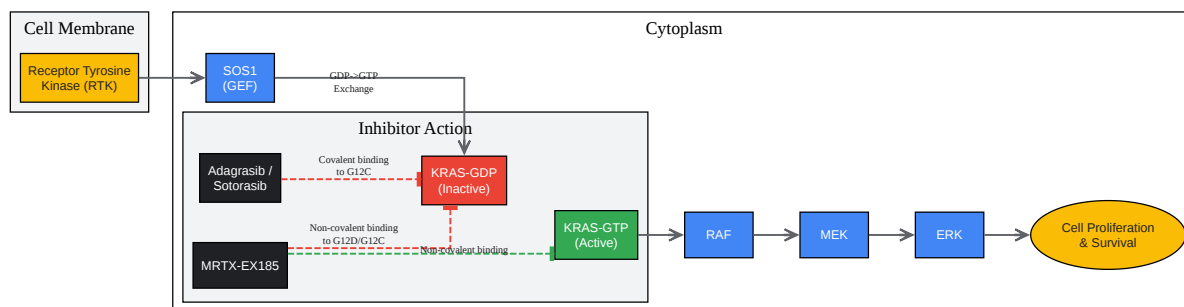 Cell Membrane
Cytoplasm
Receptor Tyrosine
Kinase (RTK)
SOS1
(GEF)
GDP->GTP
Exchange
Inhibitor Action
Adagrasib /
Sotorasib
Covalent binding
to G12C
KRAS-GDP
(Inactive)
Non-covalent binding
to G12D/G12C
MRTX-EX185
Non-covalent binding
KRAS-GTP
(Active)
RAF
MEK
ERK
Cell Proliferation
& Survival